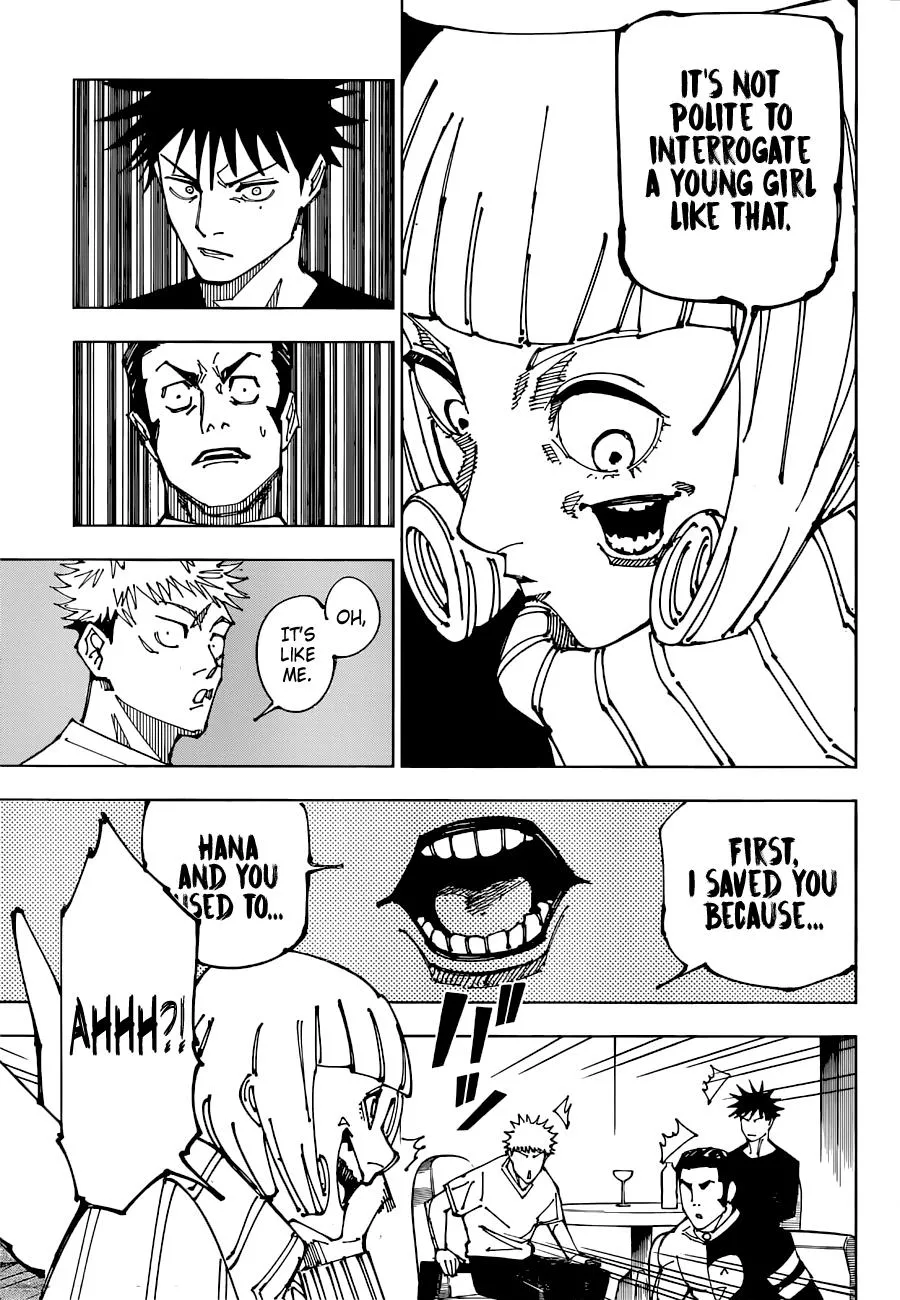 IT'S NOT
POLITE TO
INTERROGATE
A YOUNG GIRL
LIKE THAT.
OH,
IT'S
LIKE
ME.
FIRST,
I SAVED YOU
BECAUSE...
HANA
AND YOU
USED TO...
AHHH?!